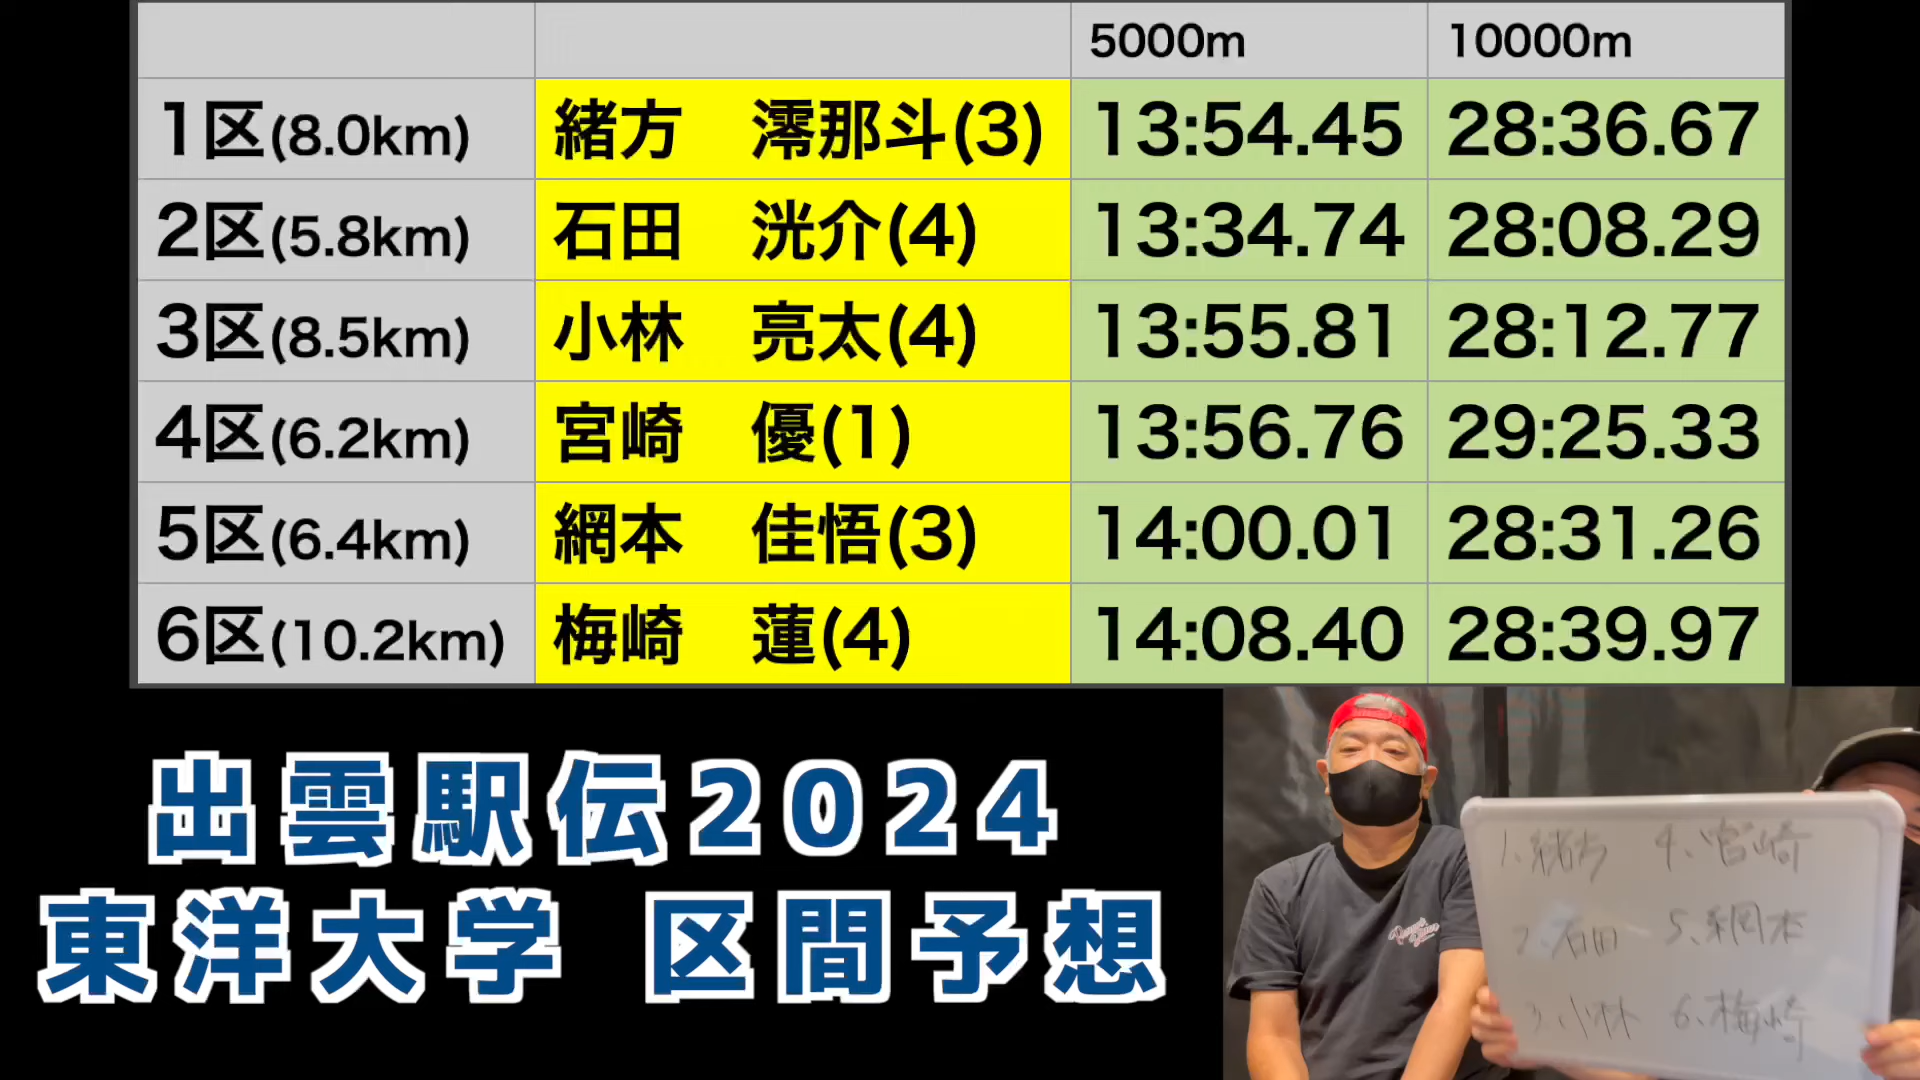 5000m 10000m
1区(8.0km) 緒方 澪那斗(3) 13:54.45 28:36.67
2区(5.8km) 石田 洸介(4) 13:34.74 28:08.29
3区(8.5km) 小林 亮太(4) 13:55.81 28:12.77
4区(6.2km) 宮崎 優(1) 13:56.76 29:25.33
5区(6.4km) 網本 佳悟(3) 14:00.01 28:31.26
6区(10.2km) 梅崎 蓮(4) 14:08.40 28:39.97
出雲駅伝2024
東洋大学 区間予想
1、緒方 4、宮崎
2、石田 5、網本
3、小林 6、梅崎